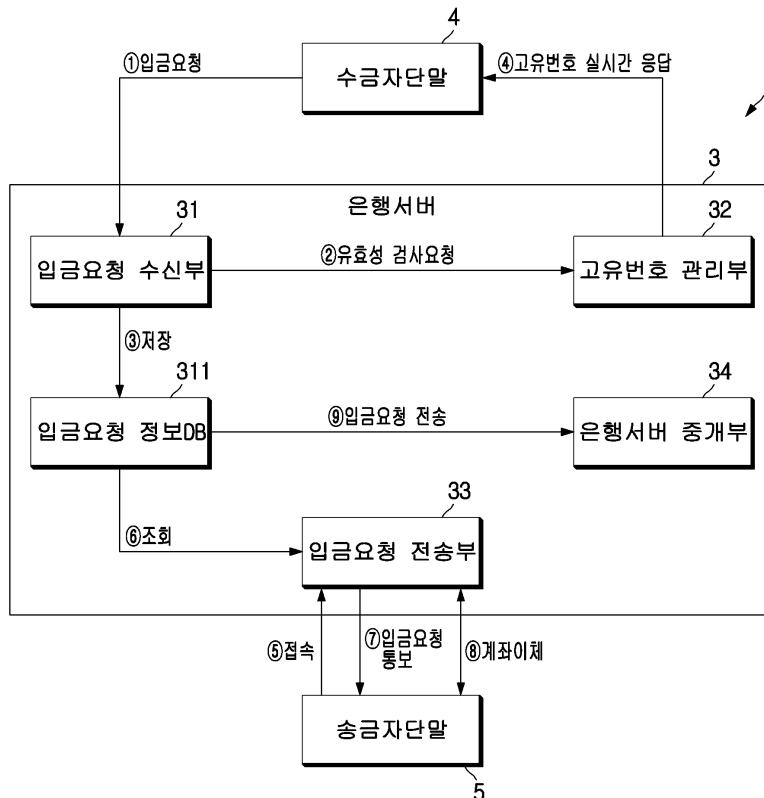 4
①입금요청
④고유번호 실시간 응답
수금자단말
3
은행서버
31
32
입금요청 수신부
②유효성 검사요청
고유번호 관리부
③저장
311
34
입금요청 정보DB
⑨입금요청 전송
은행서버 중개부
33
⑥조회
입금요청 전송부
⑤접속
⑦입금요청
통보
⑧계좌이체
송금자단말
5